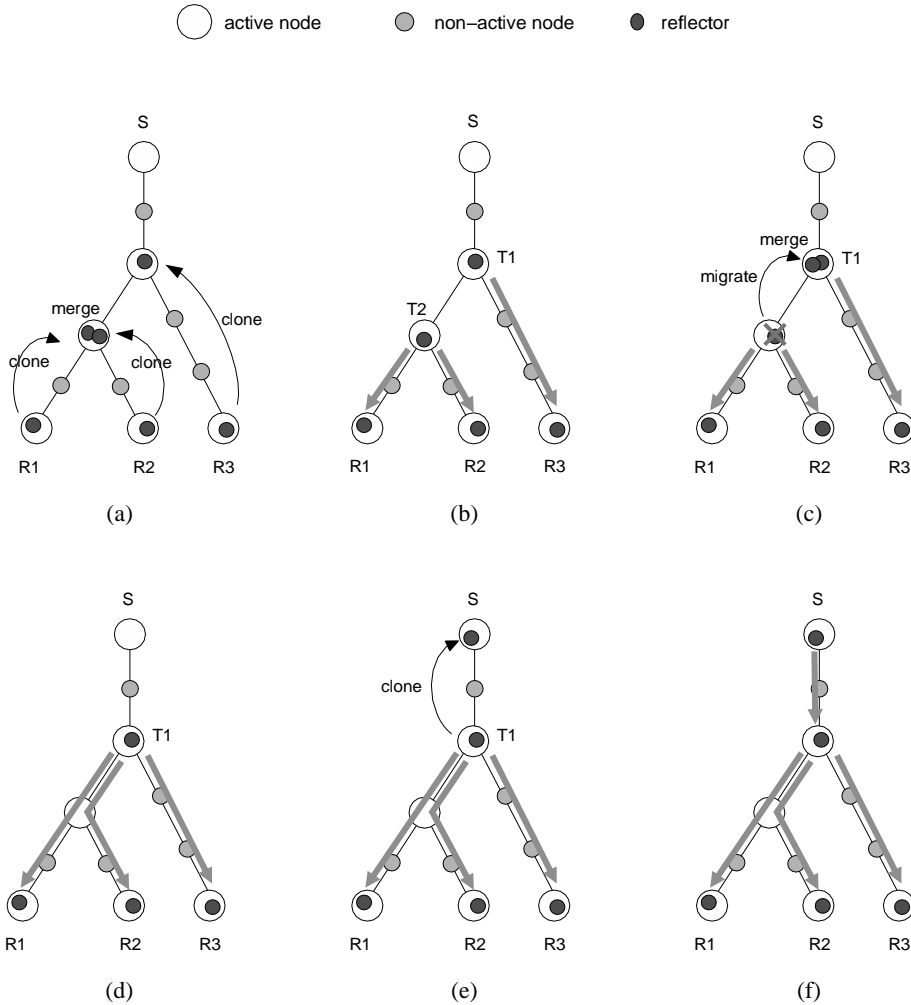 active node non−active node reflector
S S S
merge
T1 T1
migrate
T2
merge
clone
clone clone
R1 R2 R3 R1 R2 R3 R1 R2 R3
(a) (b) (c)
S S S
clone
T1 T1
R1 R2 R3 R1 R2 R3 R1 R2 R3
(d) (e) (f)